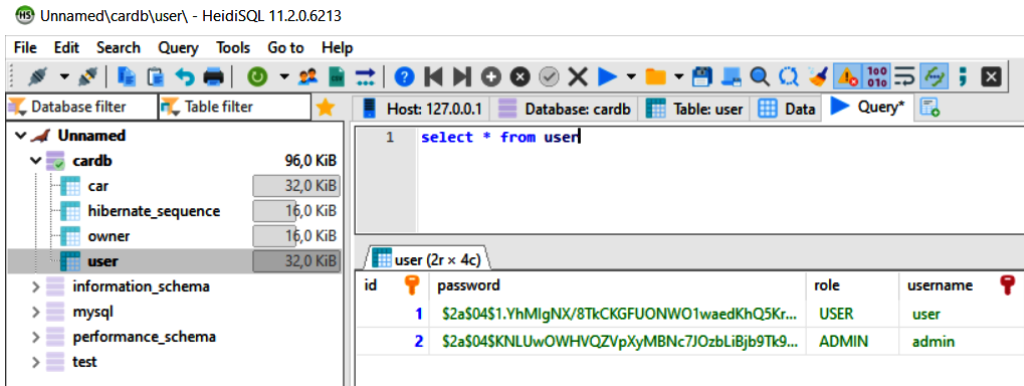 Unnamed\cardb\user\ - HeidiSQL 11.2.0.6213
File Edit Search Query Tools Go to Help
Database filter Table filter
Host: 127.0.0.1 Database: cardb Table: user Data Query*
1 select * from user
Unnamed
cardb 96,0 KiB
car 32,0 KiB
hibernate_sequence 16,0 KiB
owner 16,0 KiB
user 32,0 KiB
information_schema
mysql
performance_schema
test
user (2r × 4c)
id password role username
1 $2a$04$1.YhMIgNX/8TkCKGFUONWO1waedKhQ5Kr... USER user
2 $2a$04$KNLUwOWHVQZVpXyMBNc7JOzbLiBjb9Tk9... ADMIN admin